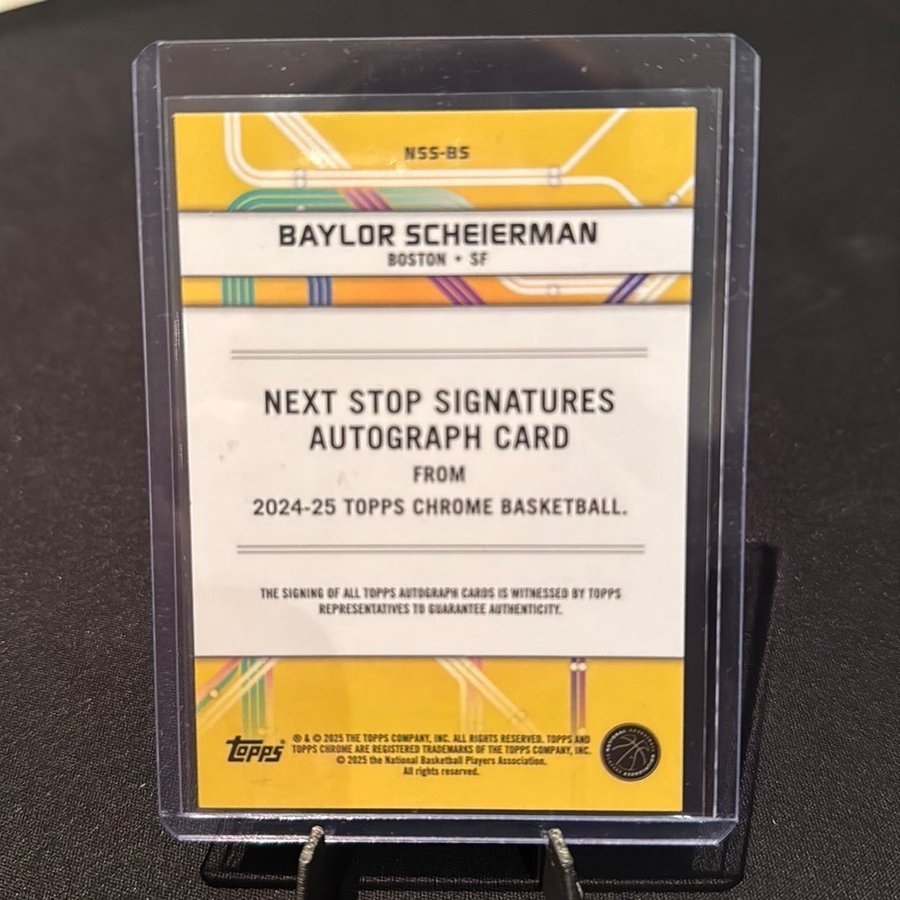 NSS-BS
BAYLOR SCHEIERMAN
BOSTON • SF
NEXT STOP SIGNATURES
AUTOGRAPH CARD
FROM
2024-25 TOPPS CHROME BASKETBALL.
THE SIGNING OF ALL TOPPS AUTOGRAPH CARDS IS WITNESSED BY TOPPS
REPRESENTATIVES TO GUARANTEE AUTHENTICITY.
topps®
® & © 2025 THE TOPPS COMPANY, INC. ALL RIGHTS RESERVED. TOPPS AND
TOPPS CHROME ARE REGISTERED TRADEMARKS OF THE TOPPS COMPANY, INC.
© 2025 the National Basketball Players Association.
All rights reserved.